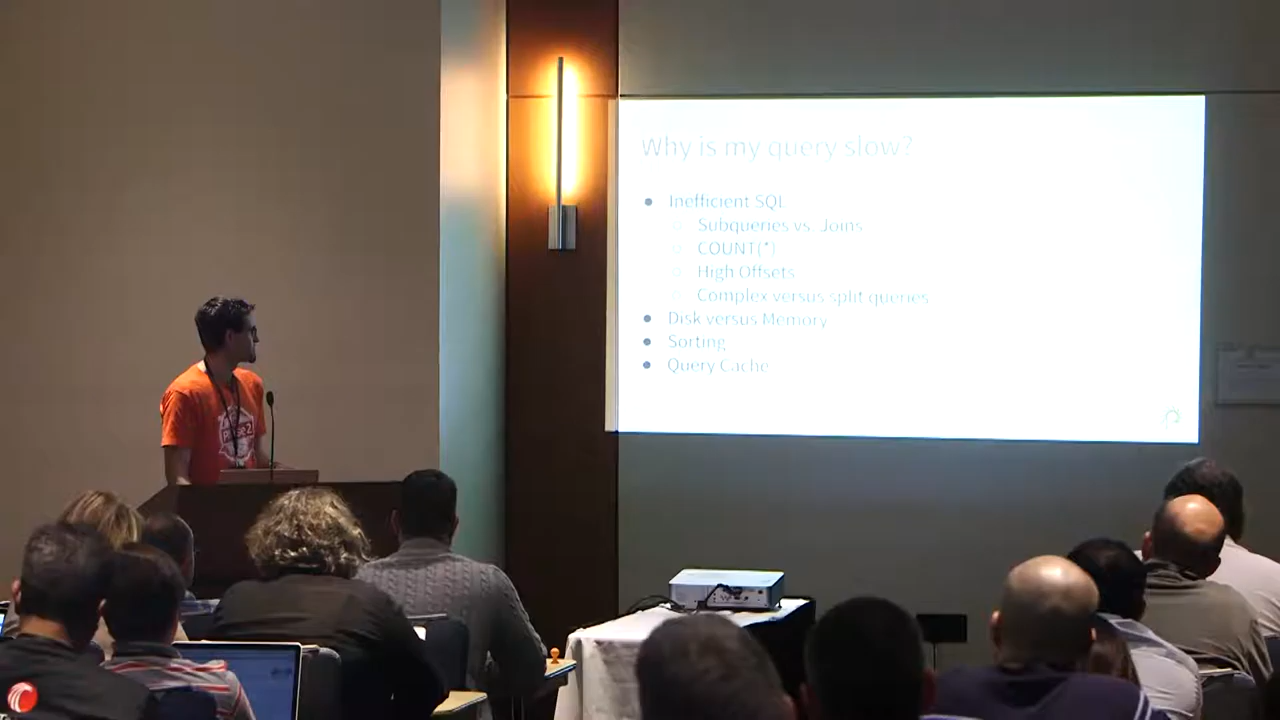 Why is my query slow?
Inefficient SQL
Subqueries vs. Joins
COUNT(*)
High Offsets
Complex versus split queries
Disk versus Memory
Sorting
Query Cache